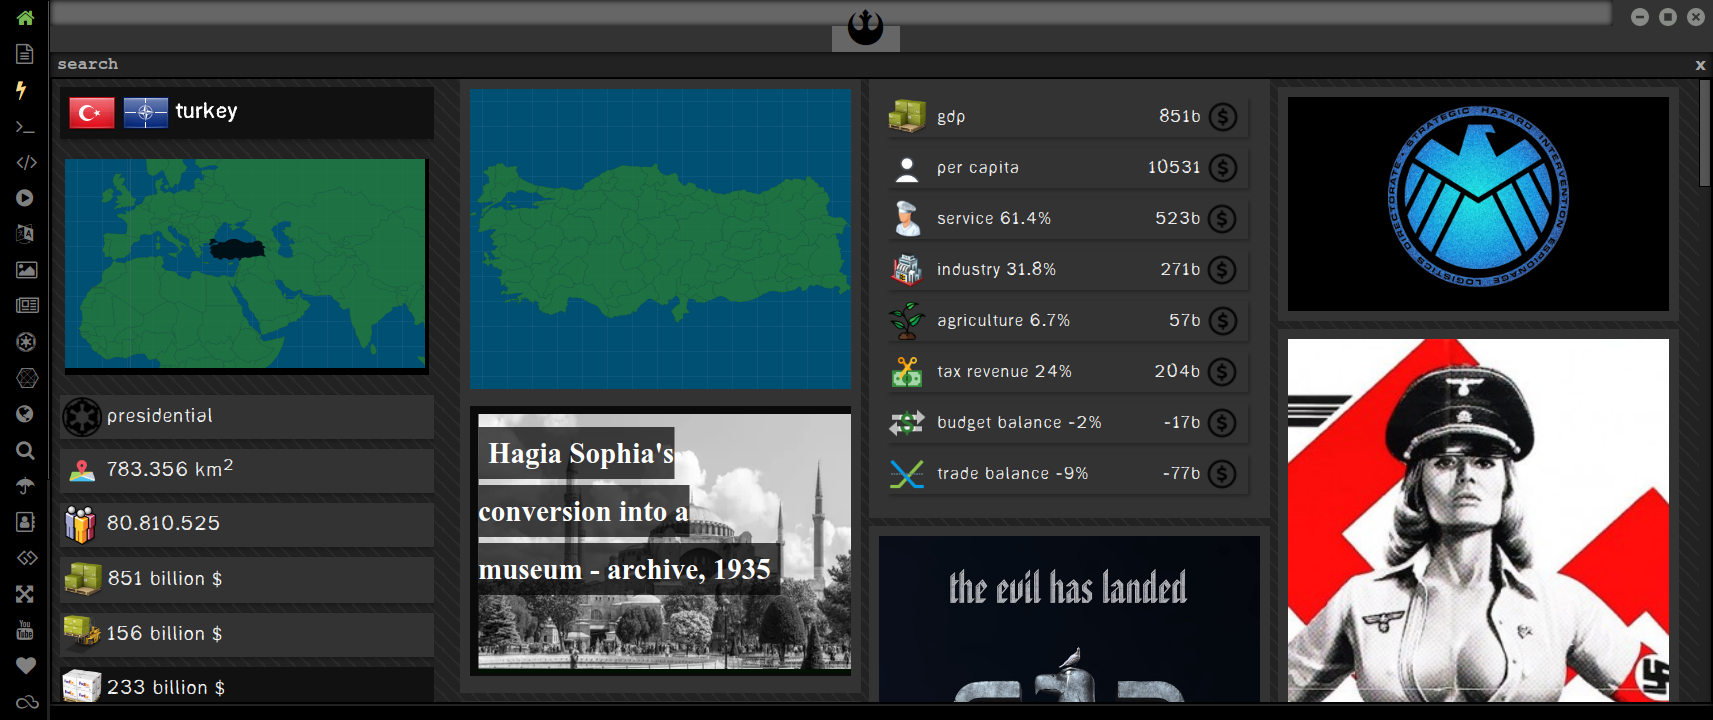 search
x
turkey
presidential
783.356 km²
80.810.525
851 billion $
156 billion $
233 billion $
Hagia Sophia's
conversion into a
museum - archive, 1935
gdp 851b $
per capita 10531 $
service 61.4% 523b $
industry 31.8% 271b $
agriculture 6.7% 57b $
tax revenue 24% 204b $
budget balance -2% -17b $
trade balance -9% -77b $
the evil has landed
STRATEGIC HAZARD INTERVENTION ESPIONAGE LOGISTICS DIRECTORATE
You
Tube